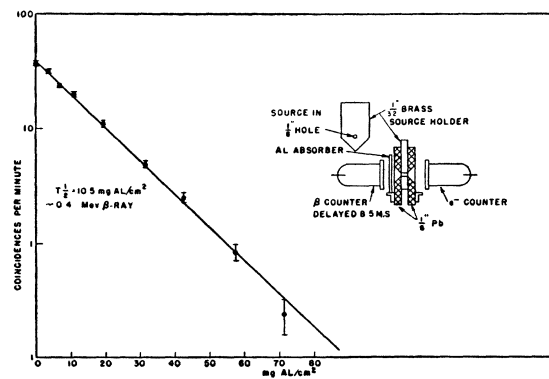 100
10
1
.1
COINCIDENCES PER MINUTE
T½ = 10.5 mg AL/cm²
~0.4 Mev β-RAY
0 10 20 30 40 50 60 70 80
mg AL/cm²
SOURCE IN
1/8" HOLE
1/32" BRASS
SOURCE HOLDER
AL ABSORBER
β COUNTER
DELAYED 8.5 M.S
e⁻ COUNTER
1/8" Pb